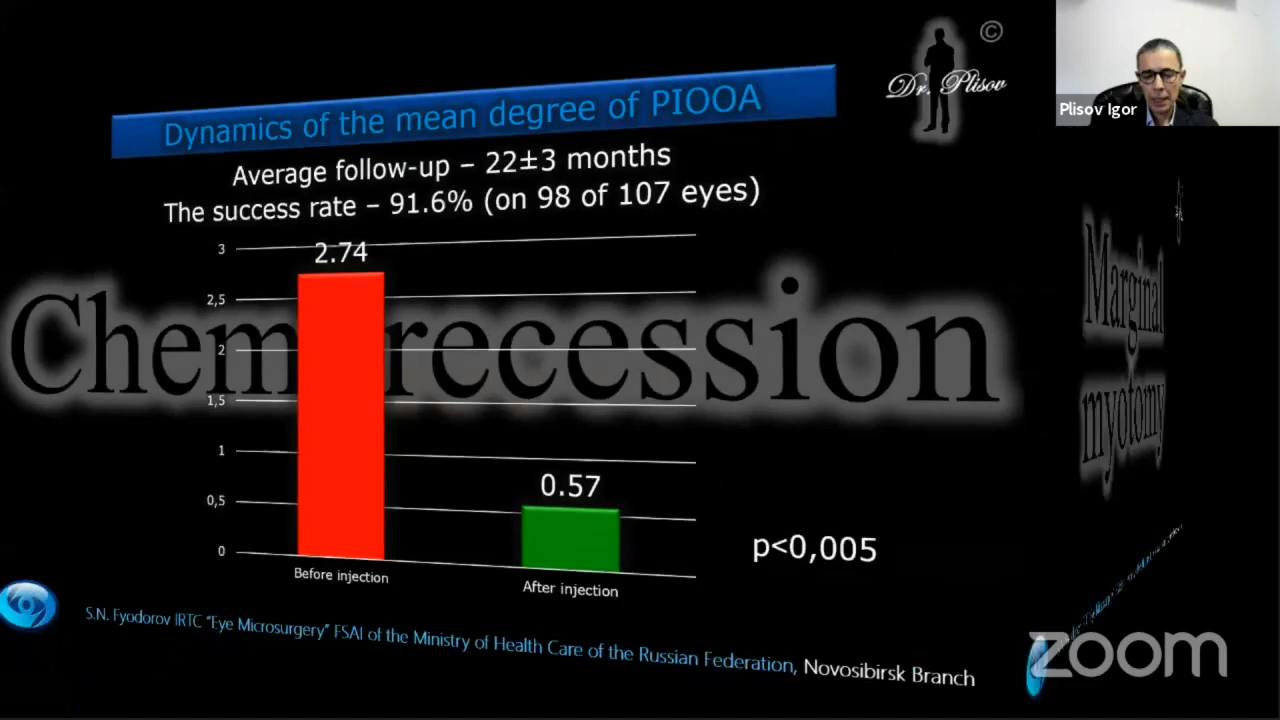 Dynamics of the mean degree of PIOOA
©
Dr. Plisov
Plisov Igor
Average follow-up – 22±3 months
The success rate – 91.6% (on 98 of 107 eyes)
3
2.74
2,5
2
1,5
1
0,5
0
0.57
p<0,005
Before injection
After injection
recession
Marginal
myotomy
S.N. Fyodorov IRTC "Eye Microsurgery" FSAI of the Ministry of Health Care of the Russian Federation, Novosibirsk Branch
zoom